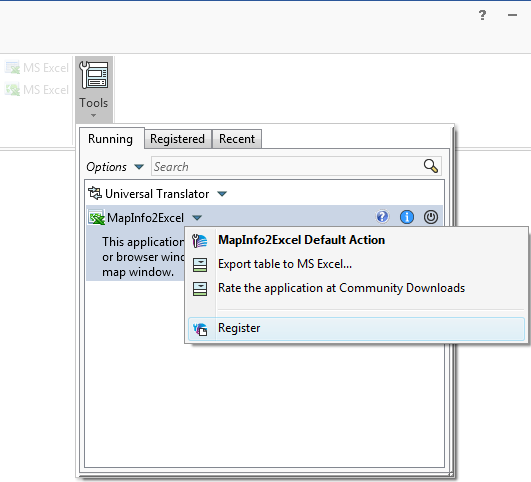 ?
MS Excel
MS Excel
Tools
Running
Registered
Recent
Options
Search
Universal Translator
MapInfo2Excel
?
i
This application
or browser wind
map window.
MapInfo2Excel Default Action
Export table to MS Excel...
Rate the application at Community Downloads
Register